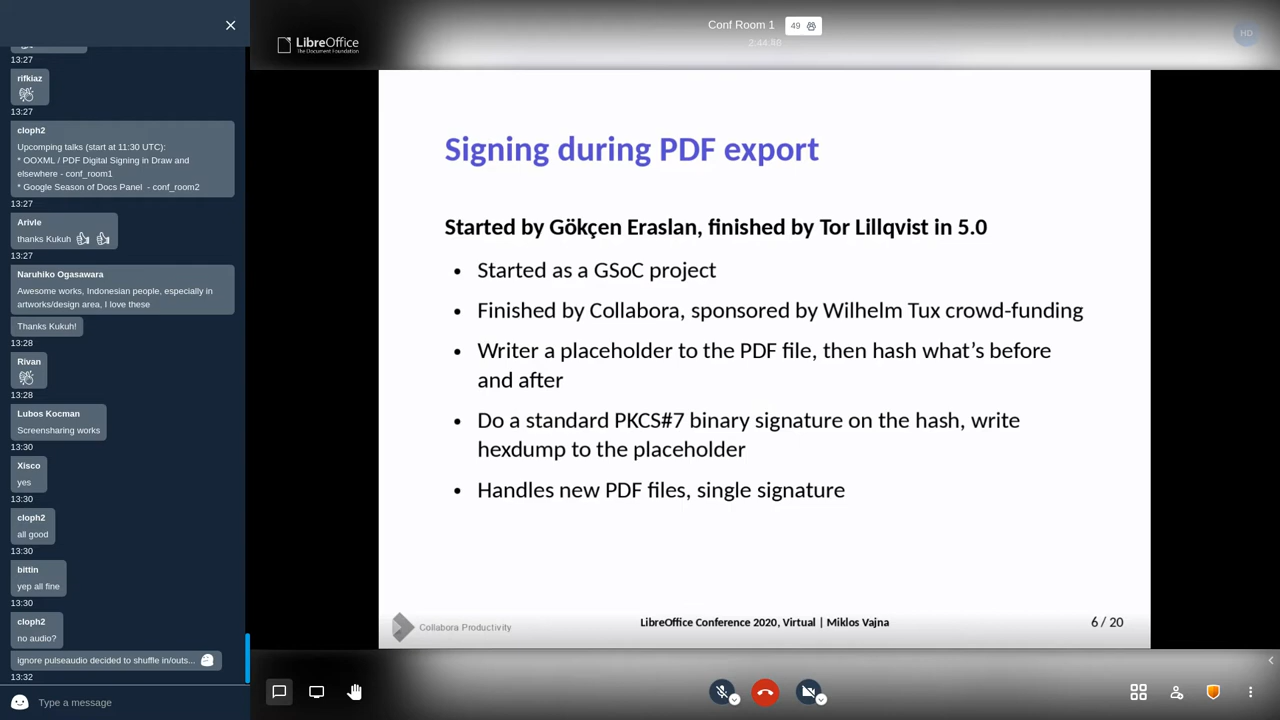 13:27
rifkiaz
13:27
cloph2
Upcomping talks (start at 11:30 UTC):
* OOXML / PDF Digital Signing in Draw and
elsewhere - conf_room1
* Google Season of Docs Panel - conf_room2
13:27
Arivle
thanks Kukuh
13:27
Naruhiko Ogasawara
Awesome works, Indonesian people, especially in
artworks/design area, I love these
Thanks Kukuh!
13:28
Rivan
13:28
Lubos Kocman
Screensharing works
13:30
Xisco
yes
13:30
cloph2
all good
13:30
bittin
yep all fine
13:30
cloph2
no audio?
ignore pulseaudio decided to shuffle in/outs...
13:32
Type a message
LibreOffice
The Document Foundation
Conf Room 1
49
2:44:50
HD
Signing during PDF export
Started by Gökçen Eraslan, finished by Tor Lillqvist in 5.0
• Started as a GSoC project
• Finished by Collabora, sponsored by Wilhelm Tux crowd-funding
• Writer a placeholder to the PDF file, then hash what’s before
and after
• Do a standard PKCS#7 binary signature on the hash, write
hexdump to the placeholder
• Handles new PDF files, single signature
Collabora Productivity
LibreOffice Conference 2020, Virtual | Miklos Vajna
6 / 20